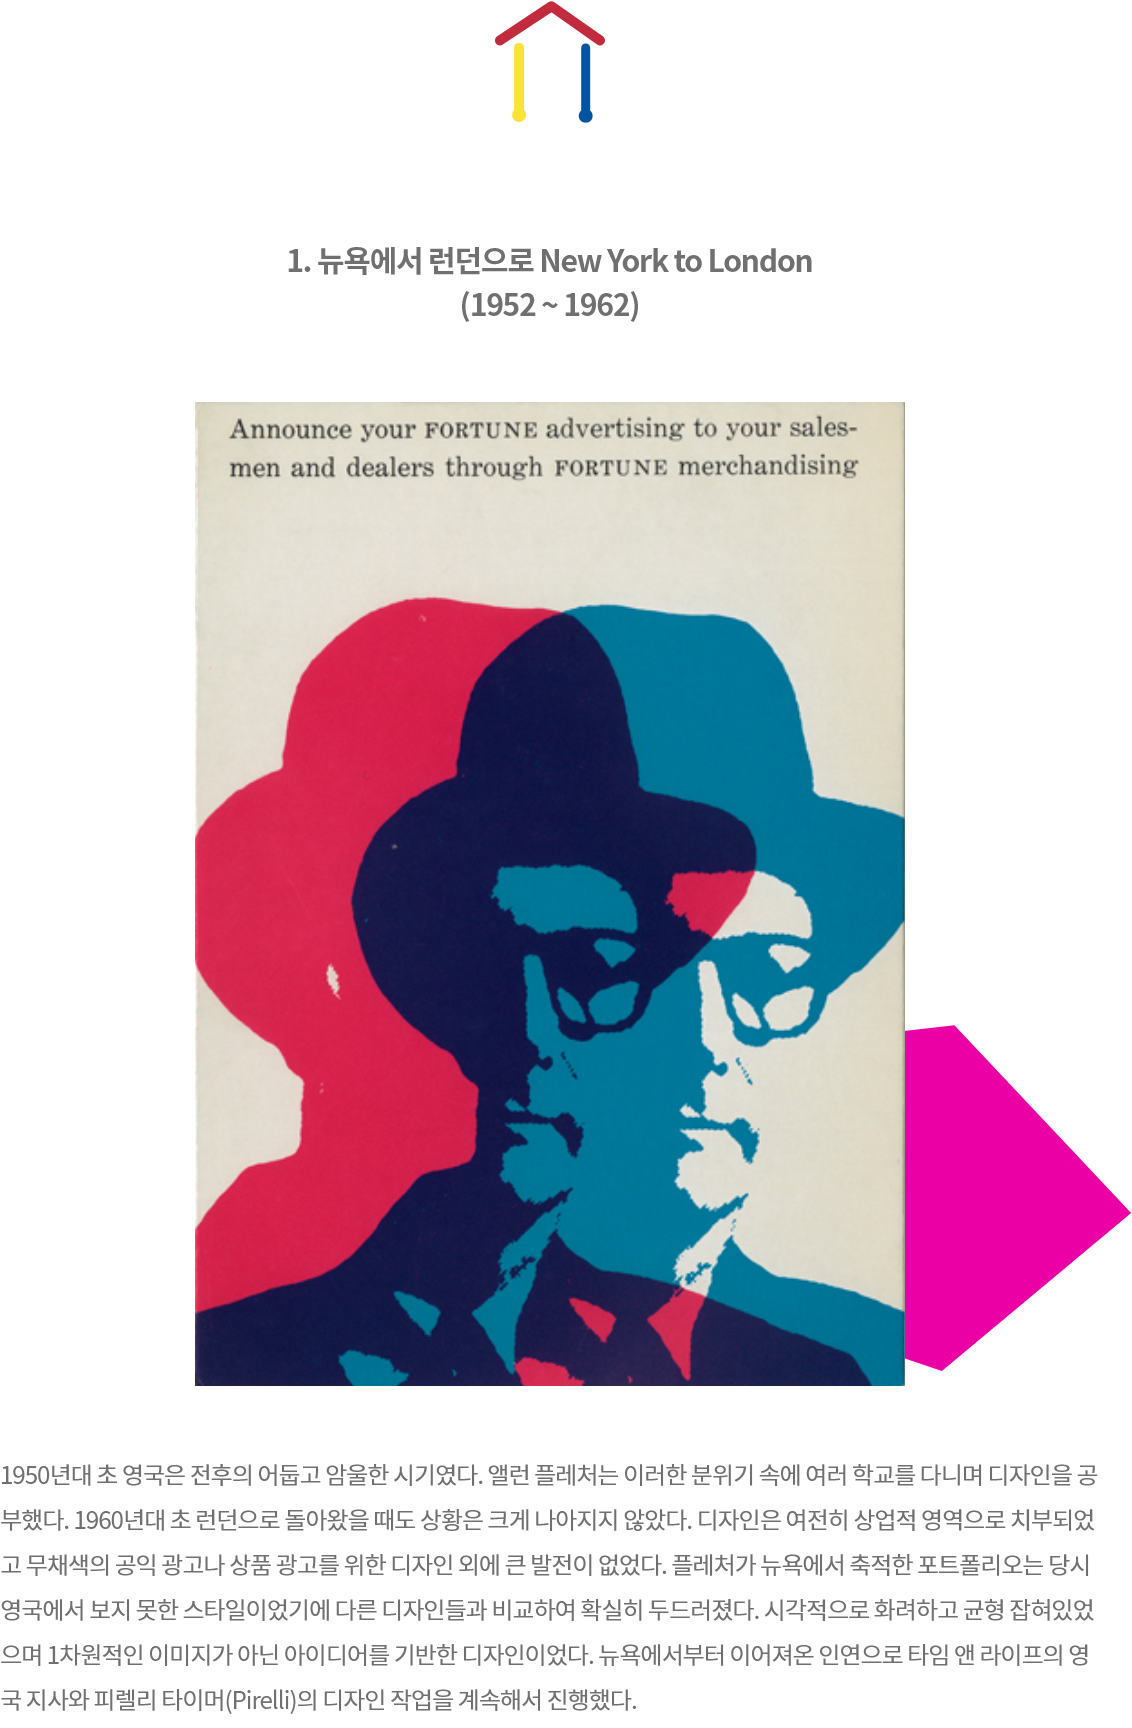 1. 뉴욕에서 런던으로 New York to London
(1952 ~ 1962)
Announce your FORTUNE advertising to your sales-
men and dealers through FORTUNE merchandising
1950년대 초 영국은 전후의 어둡고 암울한 시기였다. 앨런 플레처는 이러한 분위기 속에 여러 학교를 다니며 디자인을 공
부했다. 1960년대 초 런던으로 돌아왔을 때도 상황은 크게 나아지지 않았다. 디자인은 여전히 상업적 영역으로 치부되었
고 무채색의 공익 광고나 상품 광고를 위한 디자인 외에 큰 발전이 없었다. 플레처가 뉴욕에서 축적한 포트폴리오는 당시
영국에서 보지 못한 스타일이었기에 다른 디자인들과 비교하여 확실히 두드러졌다. 시각적으로 화려하고 균형 잡혀있었
으며 1차원적인 이미지가 아닌 아이디어를 기반한 디자인이었다. 뉴욕에서부터 이어져온 인연으로 타임 앤 라이프의 영
국 지사와 피렐리 타이머(Pirelli)의 디자인 작업을 계속해서 진행했다.